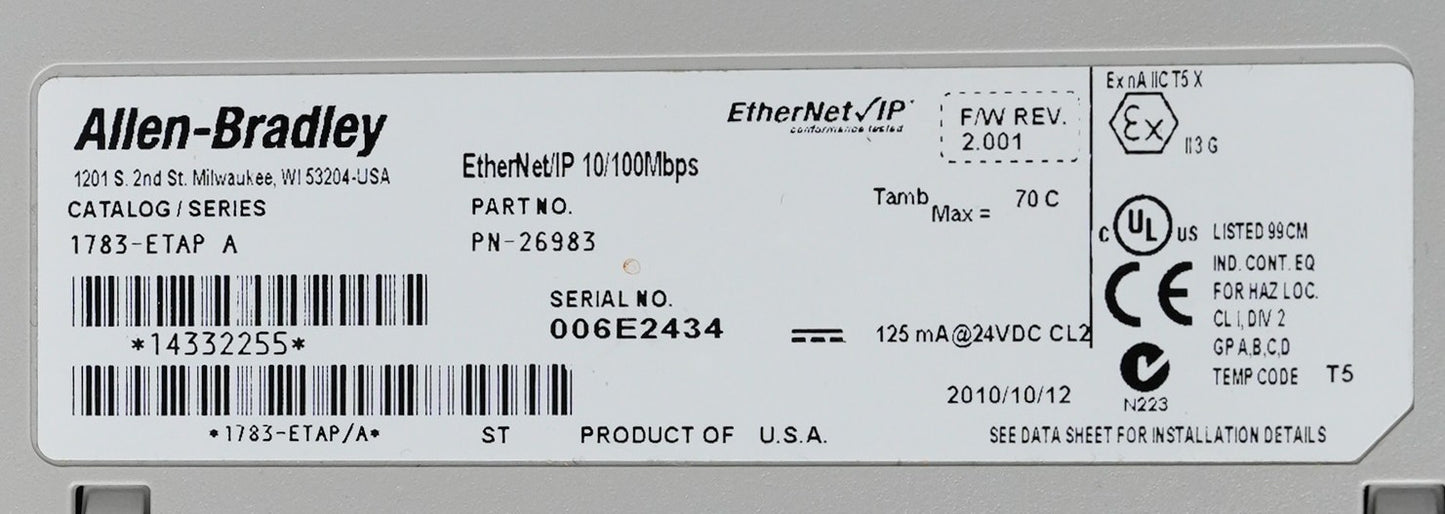 Allen-Bradley
1201 S. 2nd St. Milwaukee, WI 53204-USA
CATALOG / SERIES
1783-ETAP A
*14332255*
*1783-ETAP/A*
EtherNet/IP 10/100Mbps
PART NO.
PN-26983
SERIAL NO.
006E2434
ST
PRODUCT OF U.S.A.
EtherNet/IP
conformance tested
F/W REV.
2.001
Tamb Max = 70 C
125 mA@24VDC CL2
2010/10/12
Ex nA IIC T5 X
Ex
II 3 G
C UL US
LISTED 99CM
IND. CONT. EQ
FOR HAZ LOC.
CL I, DIV 2
GP A,B,C,D
TEMP CODE T5
CE
N223
SEE DATA SHEET FOR INSTALLATION DETAILS